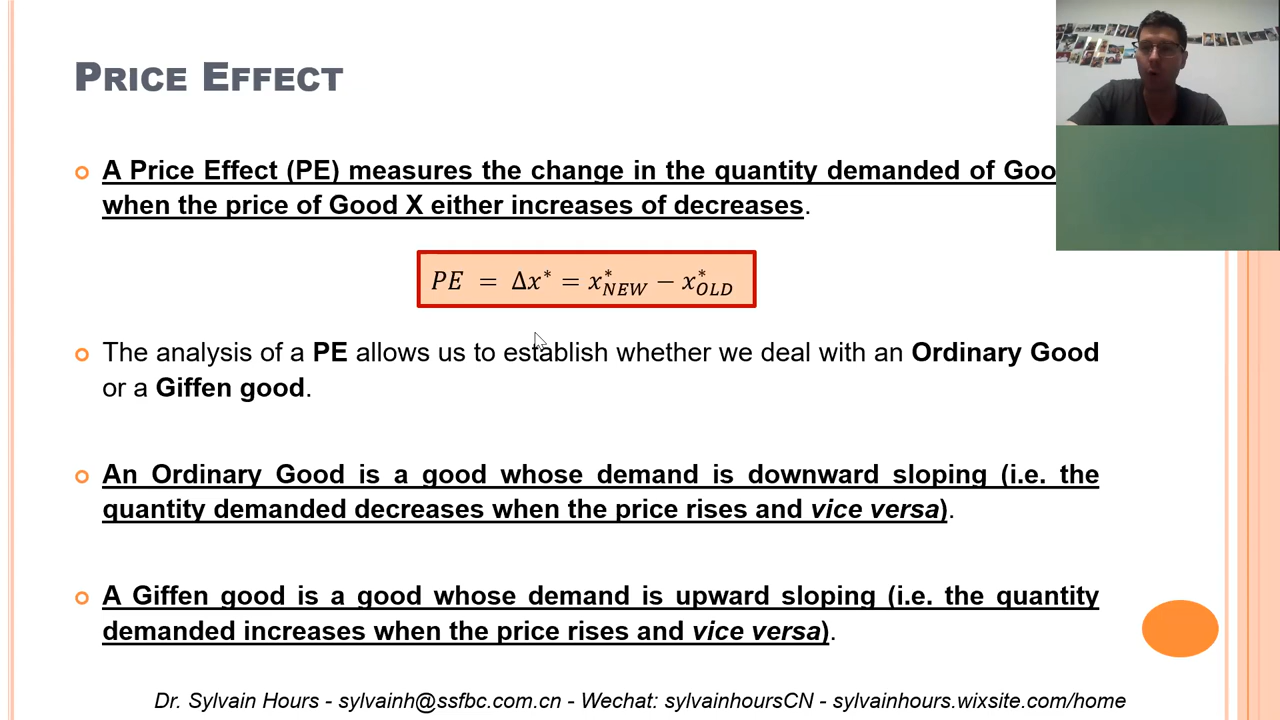 PRICE EFFECT
A Price Effect (PE) measures the change in the quantity demanded of Goo
when the price of Good X either increases of decreases.
PE = Δx* = x*NEW − x*OLD
The analysis of a PE allows us to establish whether we deal with an Ordinary Good
or a Giffen good.
An Ordinary Good is a good whose demand is downward sloping (i.e. the
quantity demanded decreases when the price rises and vice versa).
A Giffen good is a good whose demand is upward sloping (i.e. the quantity
demanded increases when the price rises and vice versa).
Dr. Sylvain Hours - sylvainh@ssfbc.com.cn - Wechat: sylvainhoursCN - sylvainhours.wixsite.com/home